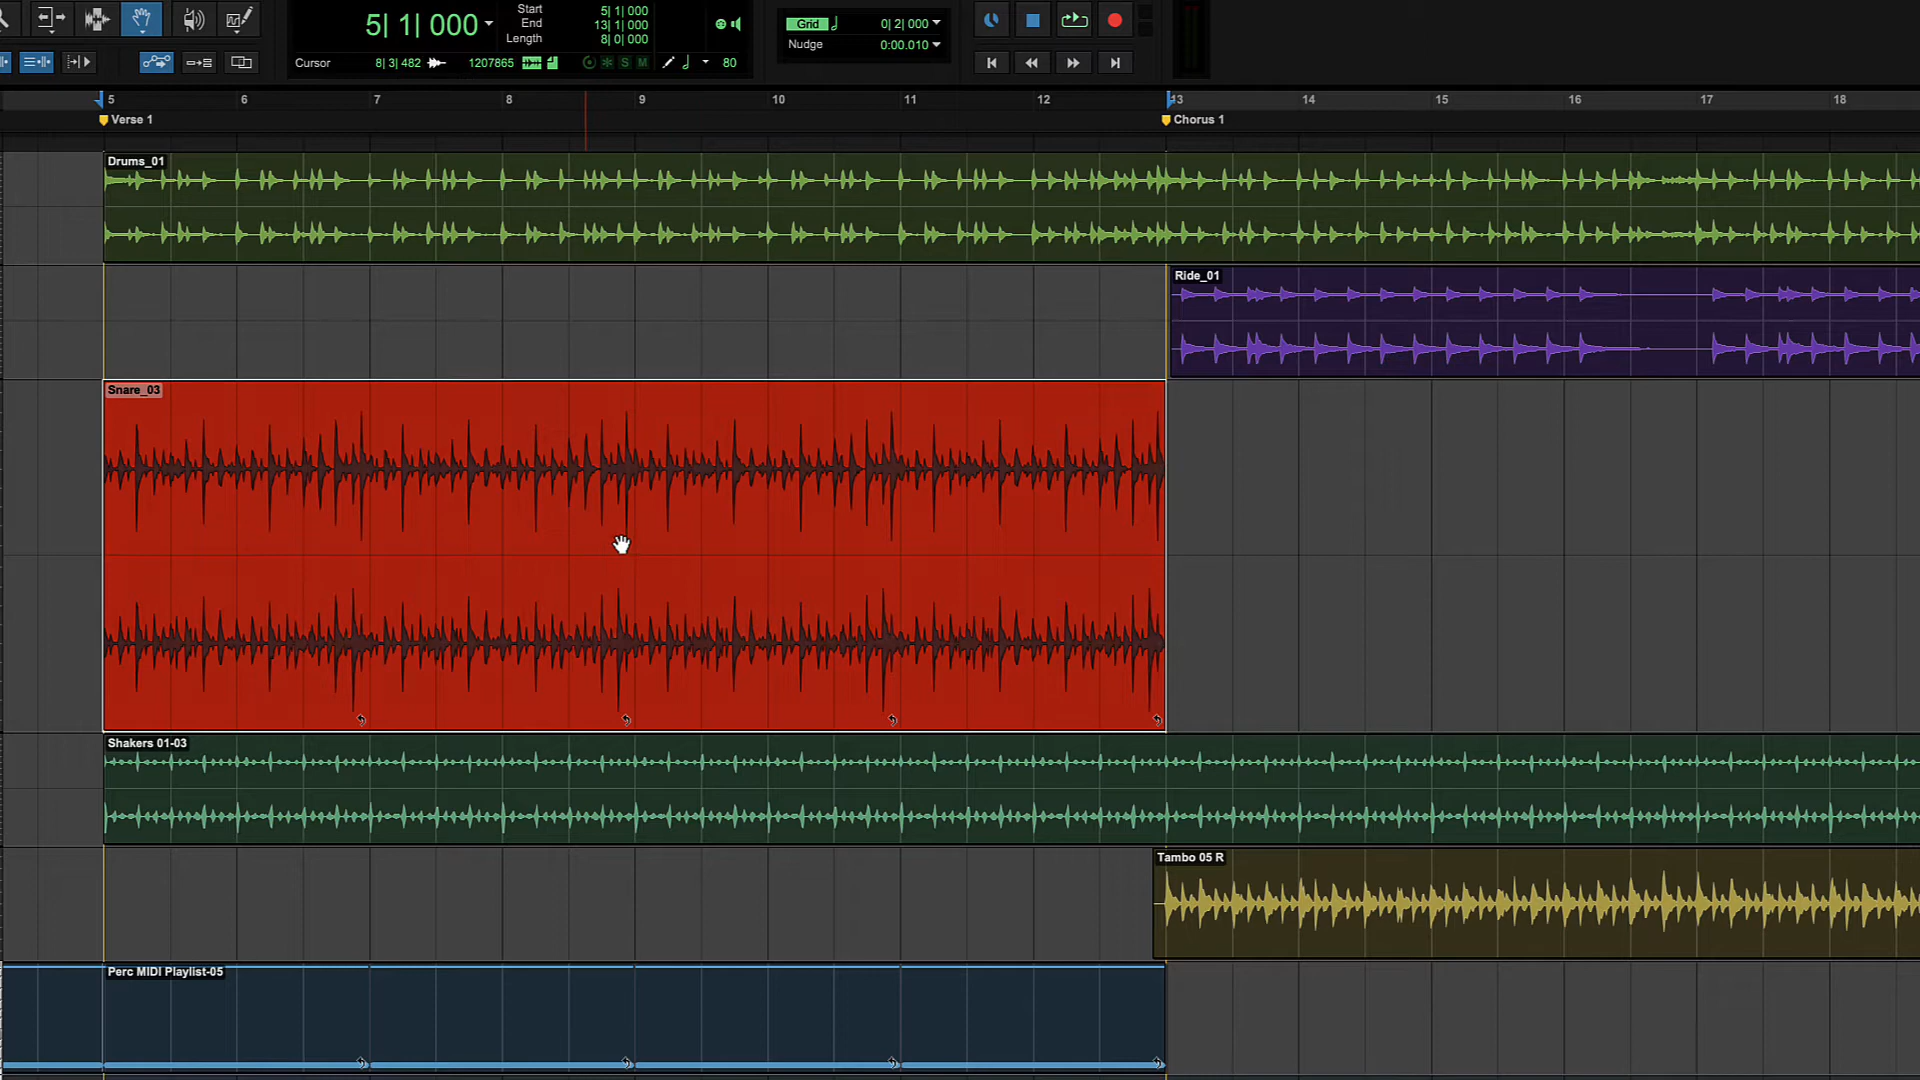 5| 1| 000
Start 5| 1| 000
End 13| 1| 000
Length 8| 0| 000
Cursor 8| 3| 482 1207865 S M 80
Grid 0| 2| 000
Nudge 0:00.010
5 6 7 8 9 10 11 12 13 14 15 16 17 18
Verse 1 Chorus 1
Drums_01
Ride_01
Snare_03
Shakers 01-03
Tambo 05 R
Perc MIDI Playlist-05